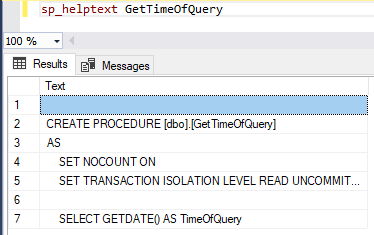 sp_helptext GetTimeOfQuery
100 %
Results Messages
Text
1
2 CREATE PROCEDURE [dbo].[GetTimeOfQuery]
3 AS
4 SET NOCOUNT ON
5 SET TRANSACTION ISOLATION LEVEL READ UNCOMMIT...
6
7 SELECT GETDATE() AS TimeOfQuery